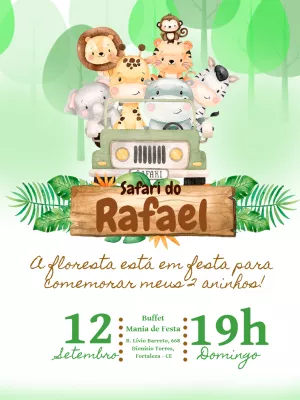 SAFARI
Safari do
Rafael
A floresta está em festa para
comemorar meus 2 aninhos!
12
Setembro
Buffet
Mania de Festa
R. Lívio Barreto, 668
Dionísio Torres,
Fortaleza - CE
19h
Domingo